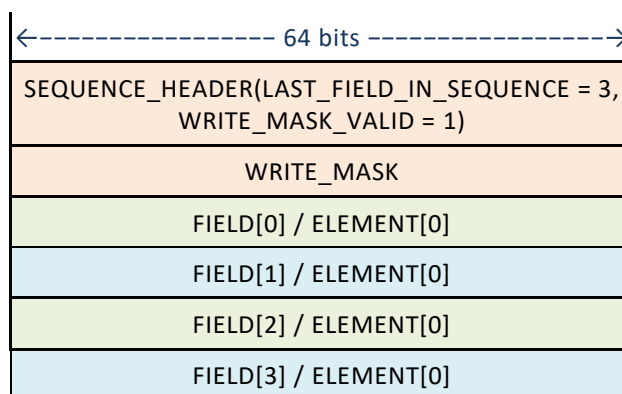 ←–––––––––––––––––– 64 bits ––––––––––––––––––→
SEQUENCE_HEADER(LAST_FIELD_IN_SEQUENCE = 3,
WRITE_MASK_VALID = 1)
WRITE_MASK
FIELD[0] / ELEMENT[0]
FIELD[1] / ELEMENT[0]
FIELD[2] / ELEMENT[0]
FIELD[3] / ELEMENT[0]